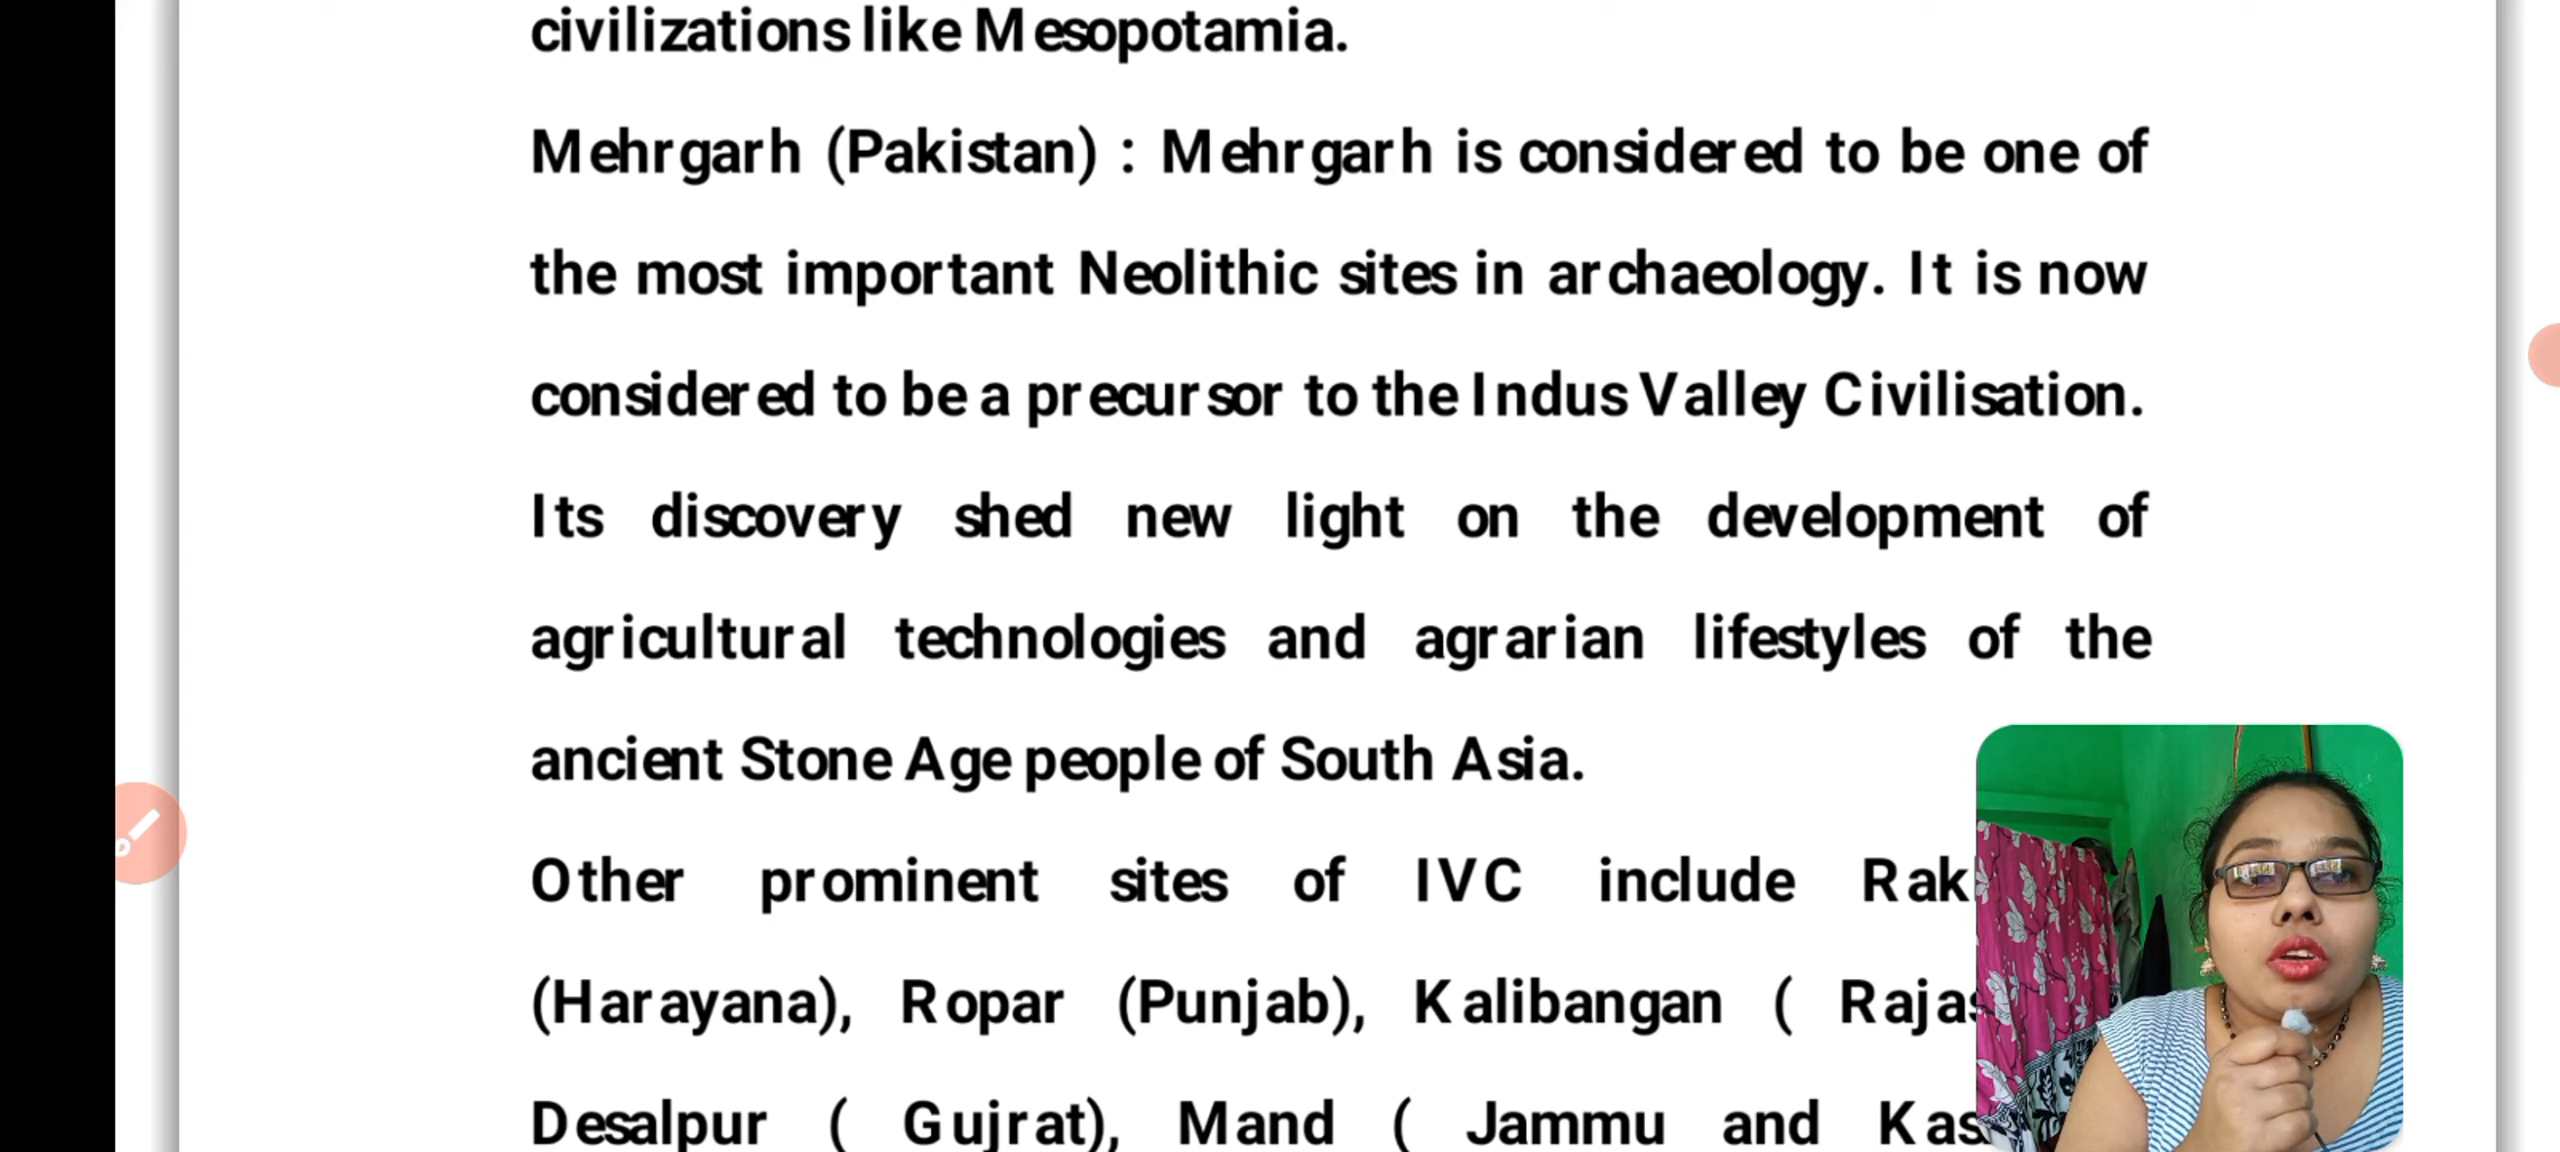 civilizations like Mesopotamia.
Mehrgarh (Pakistan) : Mehrgarh is considered to be one of
the most important Neolithic sites in archaeology. It is now
considered to be a precursor to the Indus Valley Civilisation.
Its discovery shed new light on the development of
agricultural technologies and agrarian lifestyles of the
ancient Stone Age people of South Asia.
Other prominent sites of IVC include
(Harayana), Ropar (Punjab), Kalibangan (
Desalpur ( Gujrat), Mand ( Jammu and